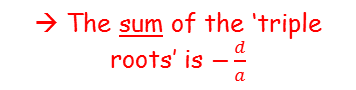 → The sum of the ‘triple
roots’ is − d/a